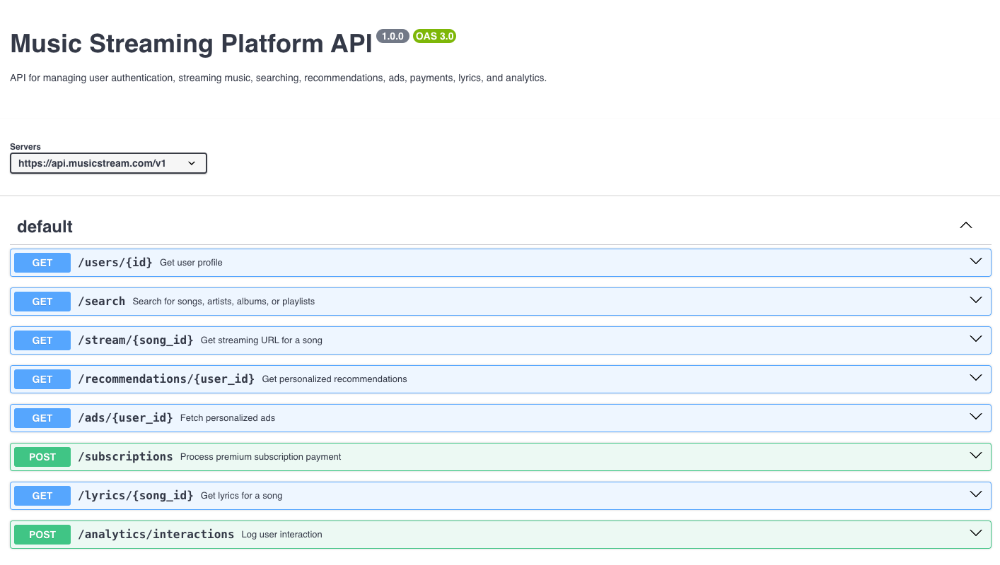 Music Streaming Platform API 1.0.0 OAS 3.0
API for managing user authentication, streaming music, searching, recommendations, ads, payments, lyrics, and analytics.
Servers
https://api.musicstream.com/v1
default
GET /users/{id} Get user profile
GET /search Search for songs, artists, albums, or playlists
GET /stream/{song_id} Get streaming URL for a song
GET /recommendations/{user_id} Get personalized recommendations
GET /ads/{user_id} Fetch personalized ads
POST /subscriptions Process premium subscription payment
GET /lyrics/{song_id} Get lyrics for a song
POST /analytics/interactions Log user interaction